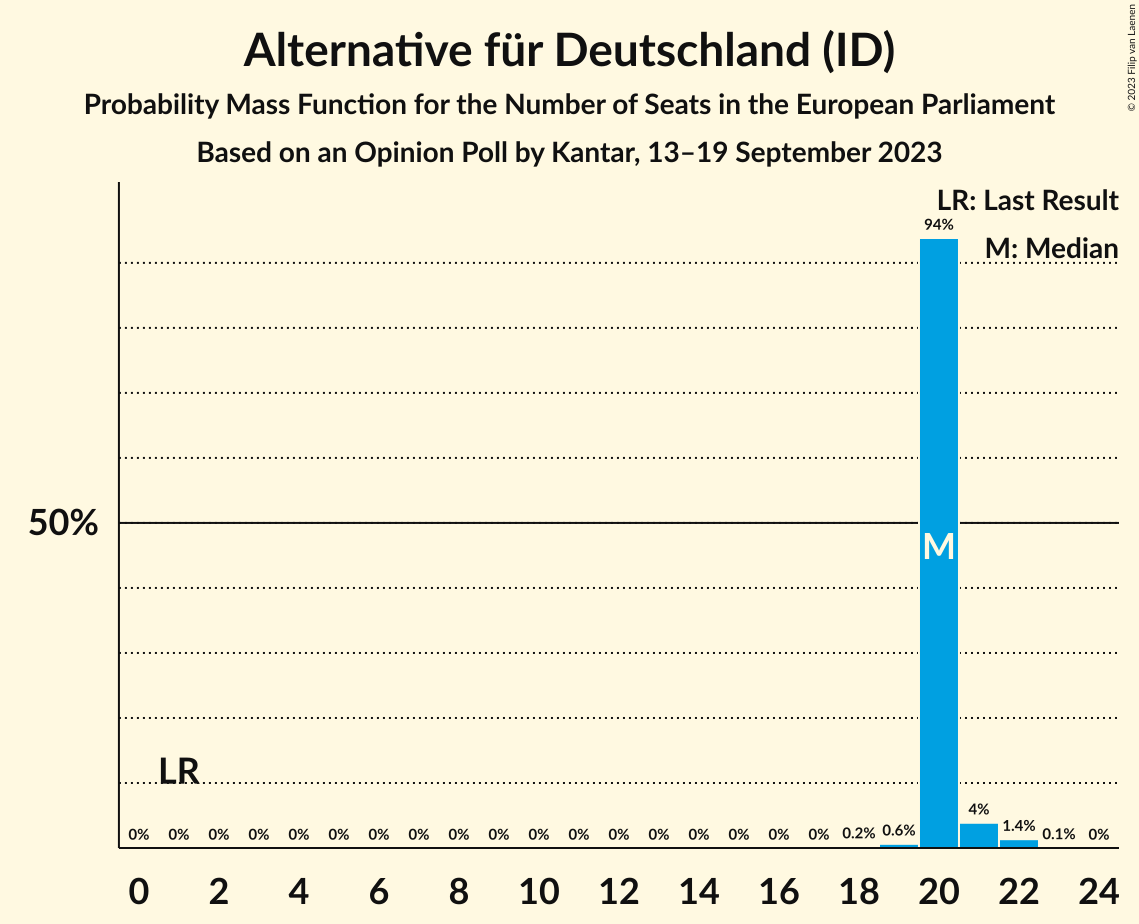 Alternative für Deutschland (ID)
Probability Mass Function for the Number of Seats in the European Parliament
Based on an Opinion Poll by Kantar, 13–19 September 2023
© 2023 Filip van Laenen
LR: Last Result
M: Median
94%
50%
M
LR
0% 0% 0% 0% 0% 0% 0% 0% 0% 0% 0% 0% 0% 0% 0% 0% 0% 0% 0.2% 0.6% 4% 1.4% 0.1% 0%
0 2 4 6 8 10 12 14 16 18 20 22 24